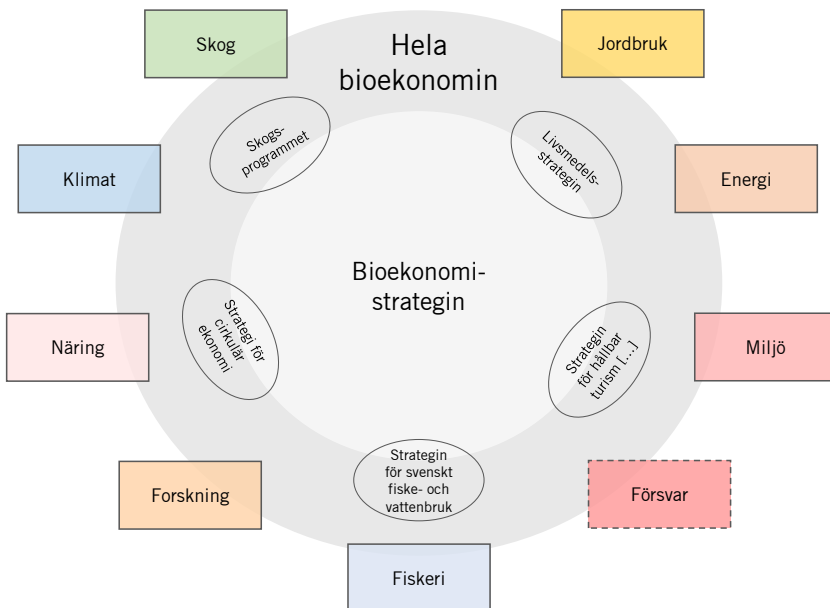 Hela
bioekonomin
Skog
Jordbruk
Skogs-
programmet
Livsmedels-
strategin
Klimat
Energi
Bioekonomi-
strategin
Strategi för
cirkulär
ekonomi
Strategin
för hållbar
turism [...]
Näring
Miljö
Strategin
för svenskt
fiske- och
vattenbruk
Forskning
Försvar
Fiskeri